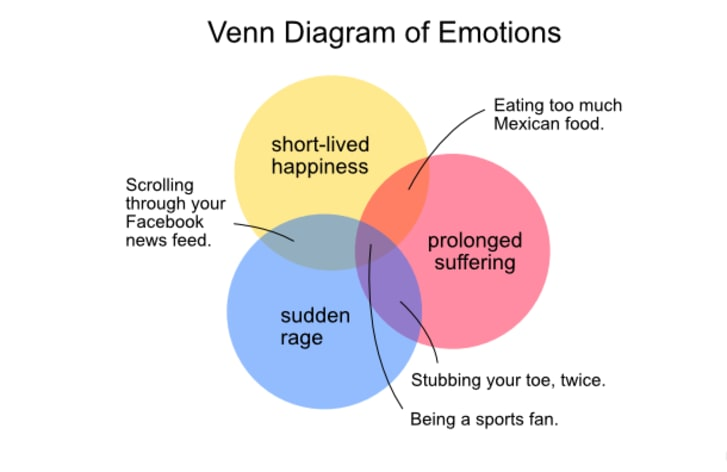 Venn Diagram of Emotions
Eating too much
Mexican food.
short-lived
happiness
Scrolling
through your
Facebook
news feed.
prolonged
suffering
sudden
rage
Stubbing your toe, twice.
Being a sports fan.